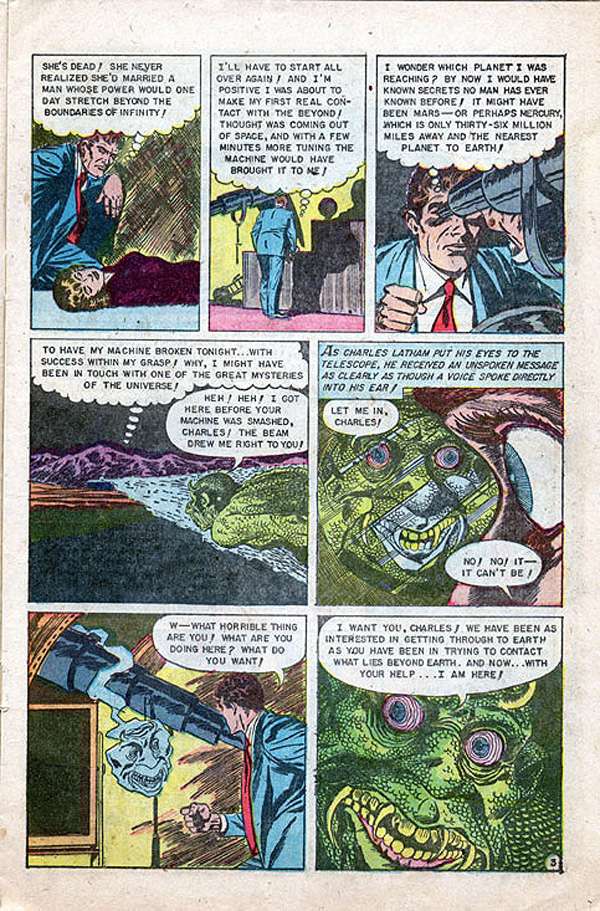 SHE'S DEAD! SHE NEVER
REALIZED SHE'D MARRIED A
MAN WHOSE POWER WOULD ONE
DAY STRETCH BEYOND THE
BOUNDARIES OF INFINITY!
I'LL HAVE TO START ALL
OVER AGAIN! AND I'M
POSITIVE I WAS ABOUT TO
MAKE MY FIRST REAL CON-
TACT WITH THE BEYOND!
THOUGHT WAS COMING OUT
OF SPACE, AND WITH A FEW
MINUTES MORE TUNING THE
MACHINE WOULD HAVE
BROUGHT IT TO ME!
I WONDER WHICH PLANET I WAS
REACHING? BY NOW I WOULD HAVE
KNOWN SECRETS NO MAN HAS EVER
KNOWN BEFORE! IT MIGHT HAVE
BEEN MARS—OR PERHAPS MERCURY,
WHICH IS ONLY THIRTY-SIX MILLION
MILES AWAY AND THE NEAREST
PLANET TO EARTH!
TO HAVE MY MACHINE BROKEN TONIGHT...WITH
SUCCESS WITHIN MY GRASP! WHY, I MIGHT HAVE
BEEN IN TOUCH WITH ONE OF THE GREAT MYSTERIES
OF THE UNIVERSE!
HEH! HEH! I GOT
HERE BEFORE YOUR
MACHINE WAS SMASHED,
CHARLES! THE BEAM
DREW ME RIGHT TO YOU!
AS CHARLES LATHAM PUT HIS EYES TO THE
TELESCOPE, HE RECEIVED AN UNSPOKEN MESSAGE
AS CLEARLY AS THOUGH A VOICE SPOKE DIRECTLY
INTO HIS EAR!
LET ME IN,
CHARLES!
NO! NO! IT—
IT CAN'T BE!
W—WHAT HORRIBLE THING
ARE YOU! WHAT ARE YOU
DOING HERE? WHAT DO
YOU WANT!
I WANT YOU, CHARLES! WE HAVE BEEN AS
INTERESTED IN GETTING THROUGH TO EARTH
AS YOU HAVE BEEN IN TRYING TO CONTACT
WHAT LIES BEYOND EARTH. AND NOW...WITH
YOUR HELP...I AM HERE!
3